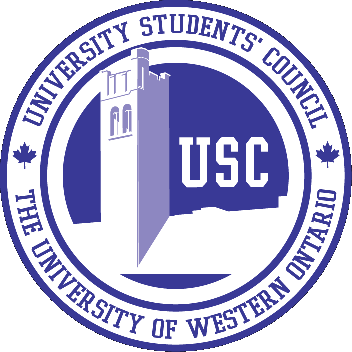 UNIVERSITY STUDENTS' COUNCIL
USC
THE UNIVERSITY OF WESTERN ONTARIO